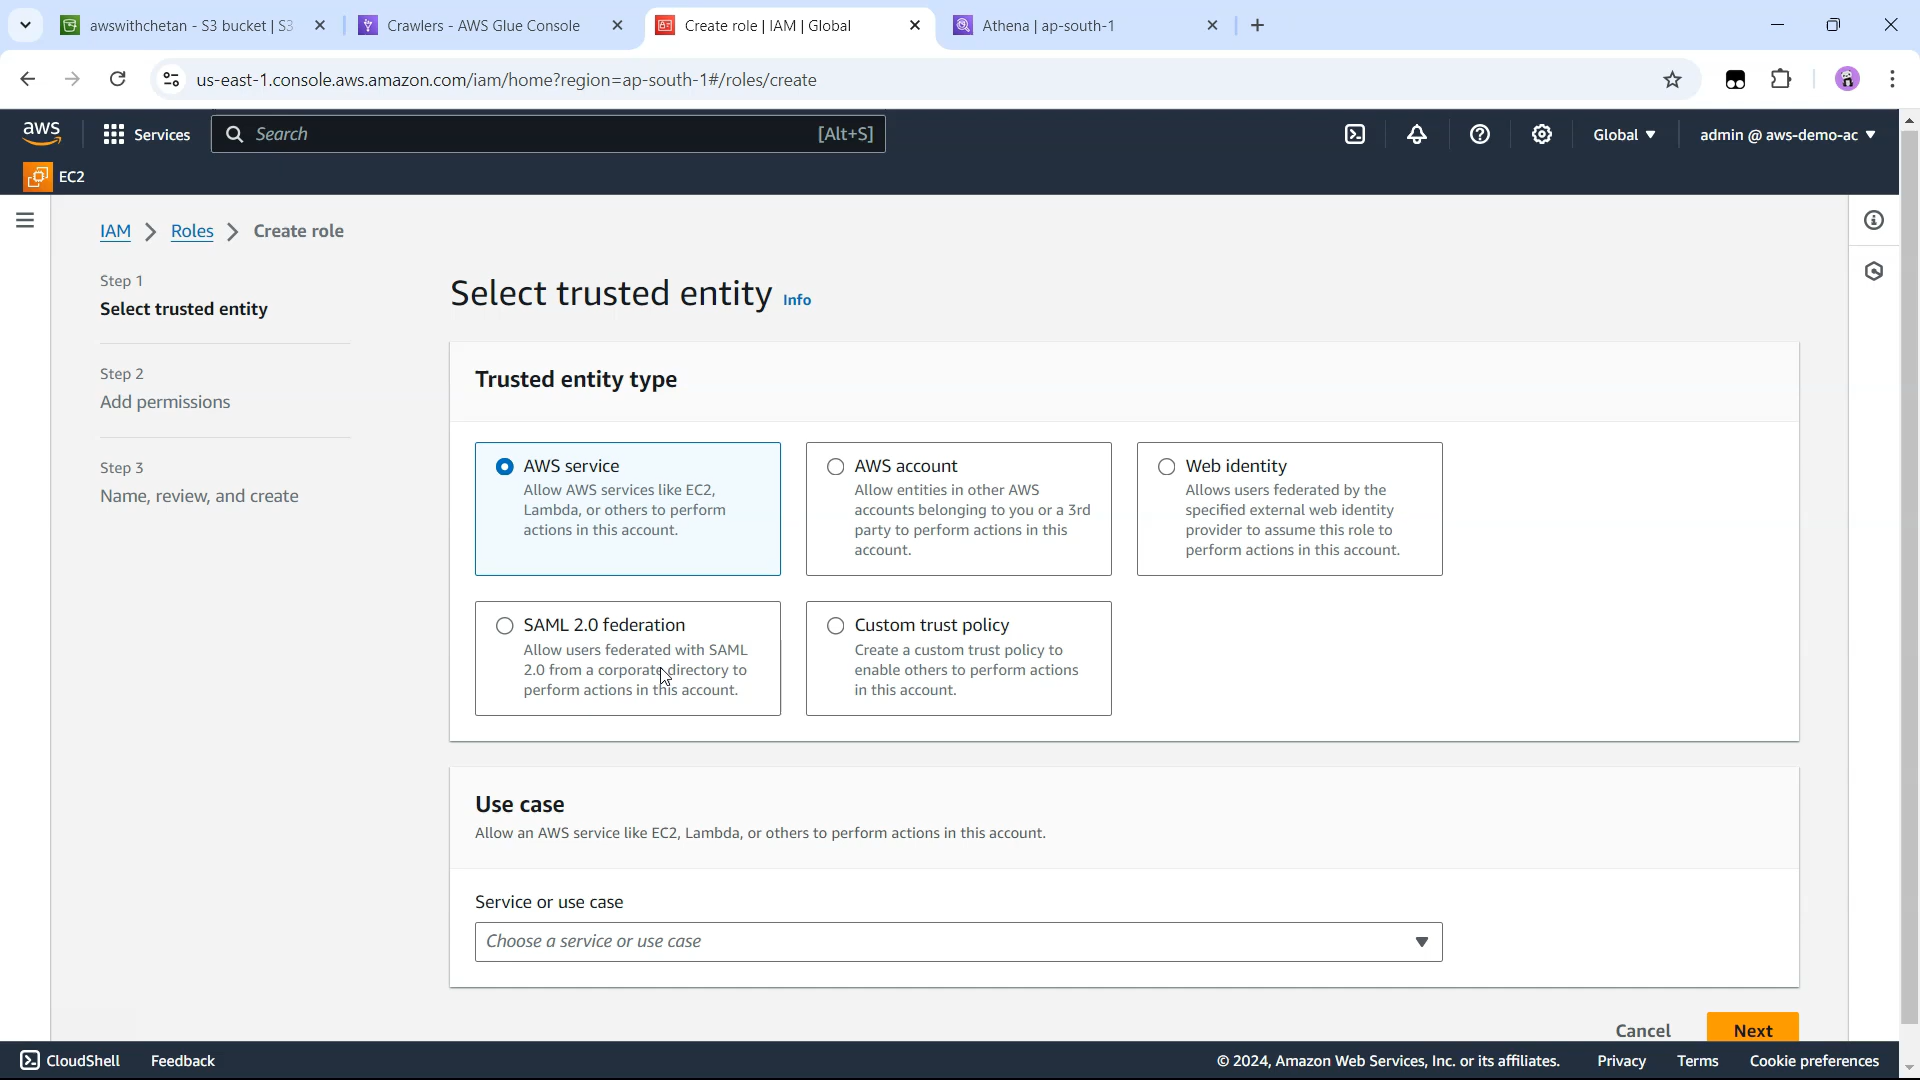 awswithchetan - S3 bucket | S3
Crawlers - AWS Glue Console
Create role | IAM | Global
Athena | ap-south-1
us-east-1.console.aws.amazon.com/iam/home?region=ap-south-1#/roles/create
aws
Services
Search
[Alt+S]
Global
admin @ aws-demo-ac
EC2
IAM
Roles
Create role
Step 1
Select trusted entity
Step 2
Add permissions
Step 3
Name, review, and create
Select trusted entity Info
Trusted entity type
AWS service
Allow AWS services like EC2,
Lambda, or others to perform
actions in this account.
AWS account
Allow entities in other AWS
accounts belonging to you or a 3rd
party to perform actions in this
account.
Web identity
Allows users federated by the
specified external web identity
provider to assume this role to
perform actions in this account.
SAML 2.0 federation
Allow users federated with SAML
2.0 from a corporate directory to
perform actions in this account.
Custom trust policy
Create a custom trust policy to
enable others to perform actions
in this account.
Use case
Allow an AWS service like EC2, Lambda, or others to perform actions in this account.
Service or use case
Choose a service or use case
Cancel
Next
CloudShell
Feedback
© 2024, Amazon Web Services, Inc. or its affiliates.
Privacy
Terms
Cookie preferences